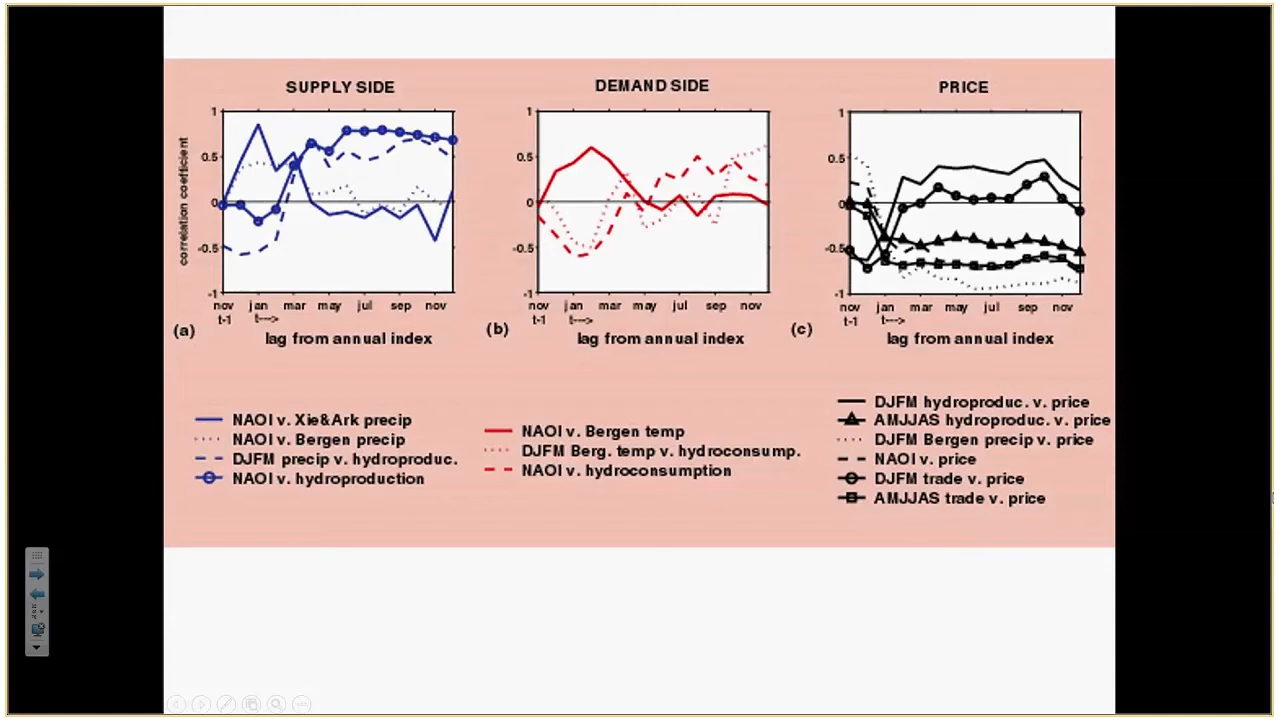 SUPPLY SIDE
correlation coefficient
1
0.5
0
-0.5
-1
nov jan mar may jul sep nov
t-1 t--->
(a)
lag from annual index
NAOI v. Xie&Ark precip
NAOI v. Bergen precip
DJFM precip v. hydroproduc.
NAOI v. hydroproduction
DEMAND SIDE
1
0.5
0
-0.5
-1
nov jan mar may jul sep nov
t-1 t--->
(b)
lag from annual index
NAOI v. Bergen temp
DJFM Berg. temp v. hydroconsump.
NAOI v. hydroconsumption
PRICE
1
0.5
0
-0.5
-1
nov jan mar may jul sep nov
t-1 t--->
(c)
lag from annual index
DJFM hydroproduc. v. price
AMJJAS hydroproduc. v. price
DJFM Bergen precip v. price
NAOI v. price
DJFM trade v. price
AMJJAS trade v. price